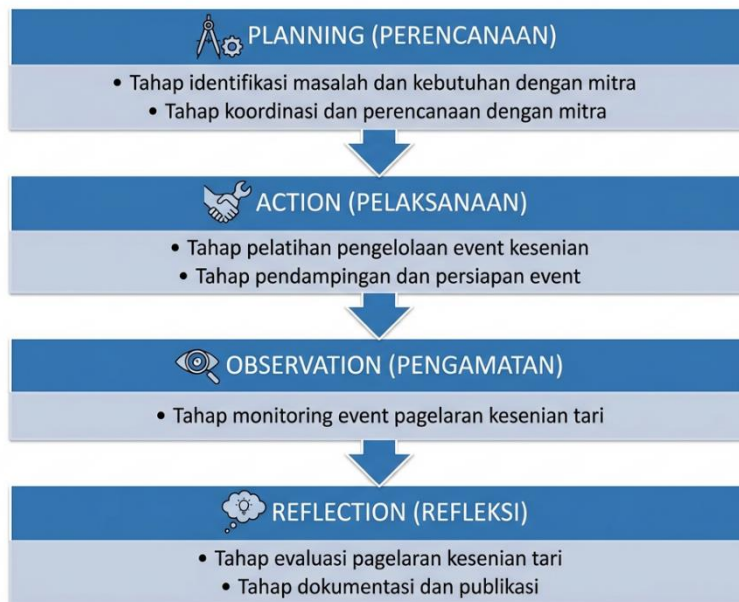 PLANNING (PERENCANAAN)
• Tahap identifikasi masalah dan kebutuhan dengan mitra
• Tahap koordinasi dan perencanaan dengan mitra
ACTION (PELAKSANAAN)
• Tahap pelatihan pengelolaan event kesenian
• Tahap pendampingan dan persiapan event
OBSERVATION (PENGAMATAN)
• Tahap monitoring event pagelaran kesenian tari
REFLECTION (REFLEKSI)
• Tahap evaluasi pagelaran kesenian tari
• Tahap dokumentasi dan publikasi